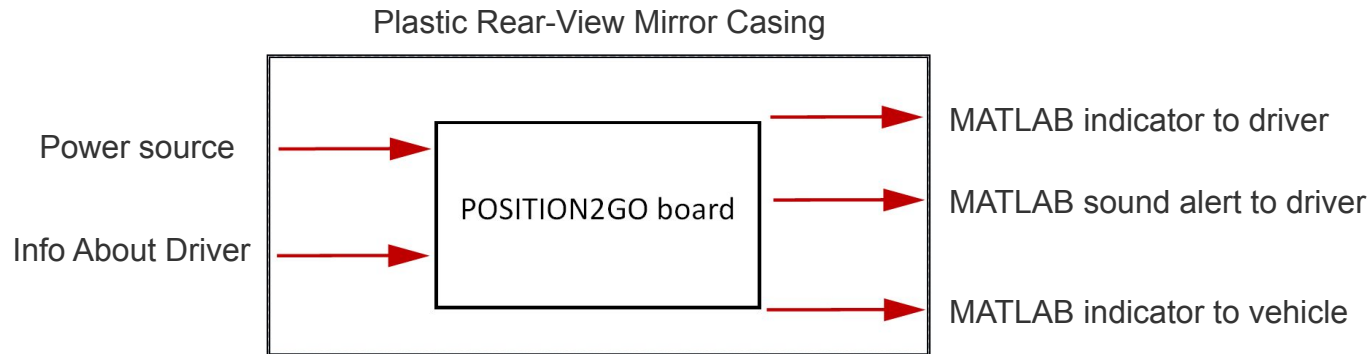 Plastic Rear-View Mirror Casing
Power source
Info About Driver
POSITION2GO board
MATLAB indicator to driver
MATLAB sound alert to driver
MATLAB indicator to vehicle